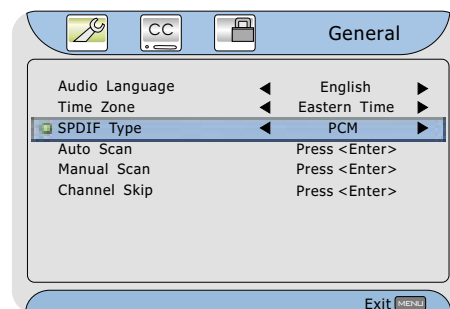 CC
General
Audio Language English
Time Zone Eastern Time
SPDIF Type PCM
Auto Scan Press <Enter>
Manual Scan Press <Enter>
Channel Skip Press <Enter>
Exit MENU